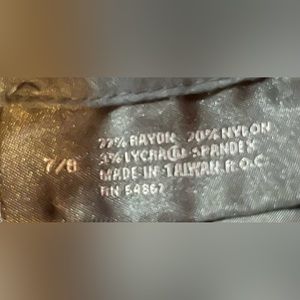 77% RAYON 20% NYLON
7/8 3% LYCRA® SPANDEX
MADE IN TAIWAN R.O.C.
RN 54867